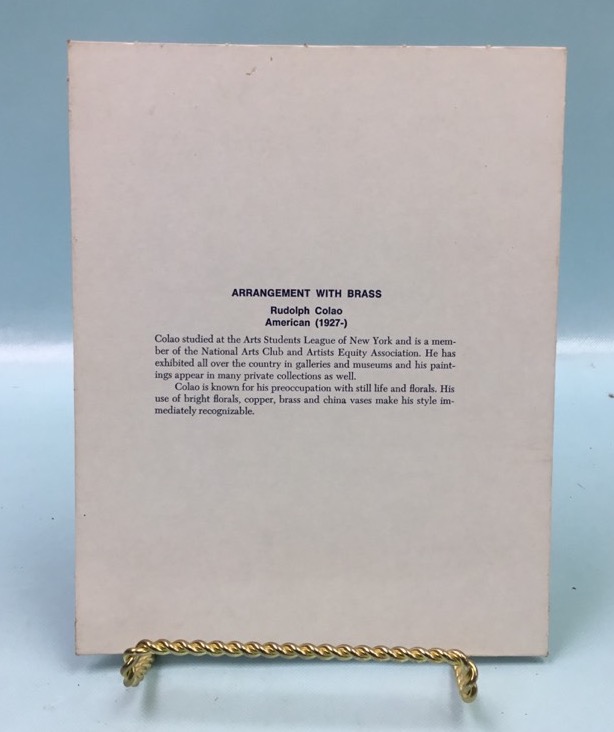 ARRANGEMENT WITH BRASS
Rudolph Colao
American (1927-)
Colao studied at the Arts Students League of New York and is a mem-
ber of the National Arts Club and Artists Equity Association. He has
exhibited all over the country in galleries and museums and his paint-
ings appear in many private collections as well.
Colao is known for his preoccupation with still life and florals. His
use of bright florals, copper, brass and china vases make his style im-
mediately recognizable.